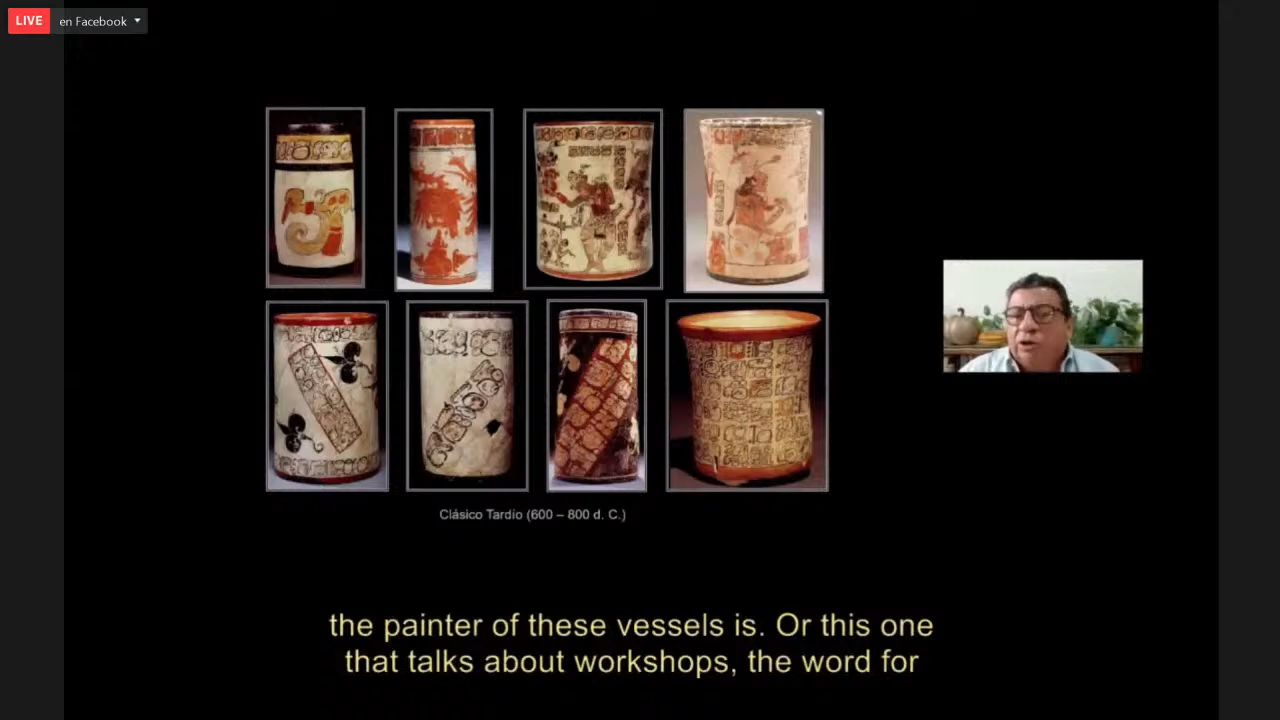 LIVE en Facebook
Clásico Tardío (600 – 800 d. C.)
the painter of these vessels is. Or this one
that talks about workshops, the word for